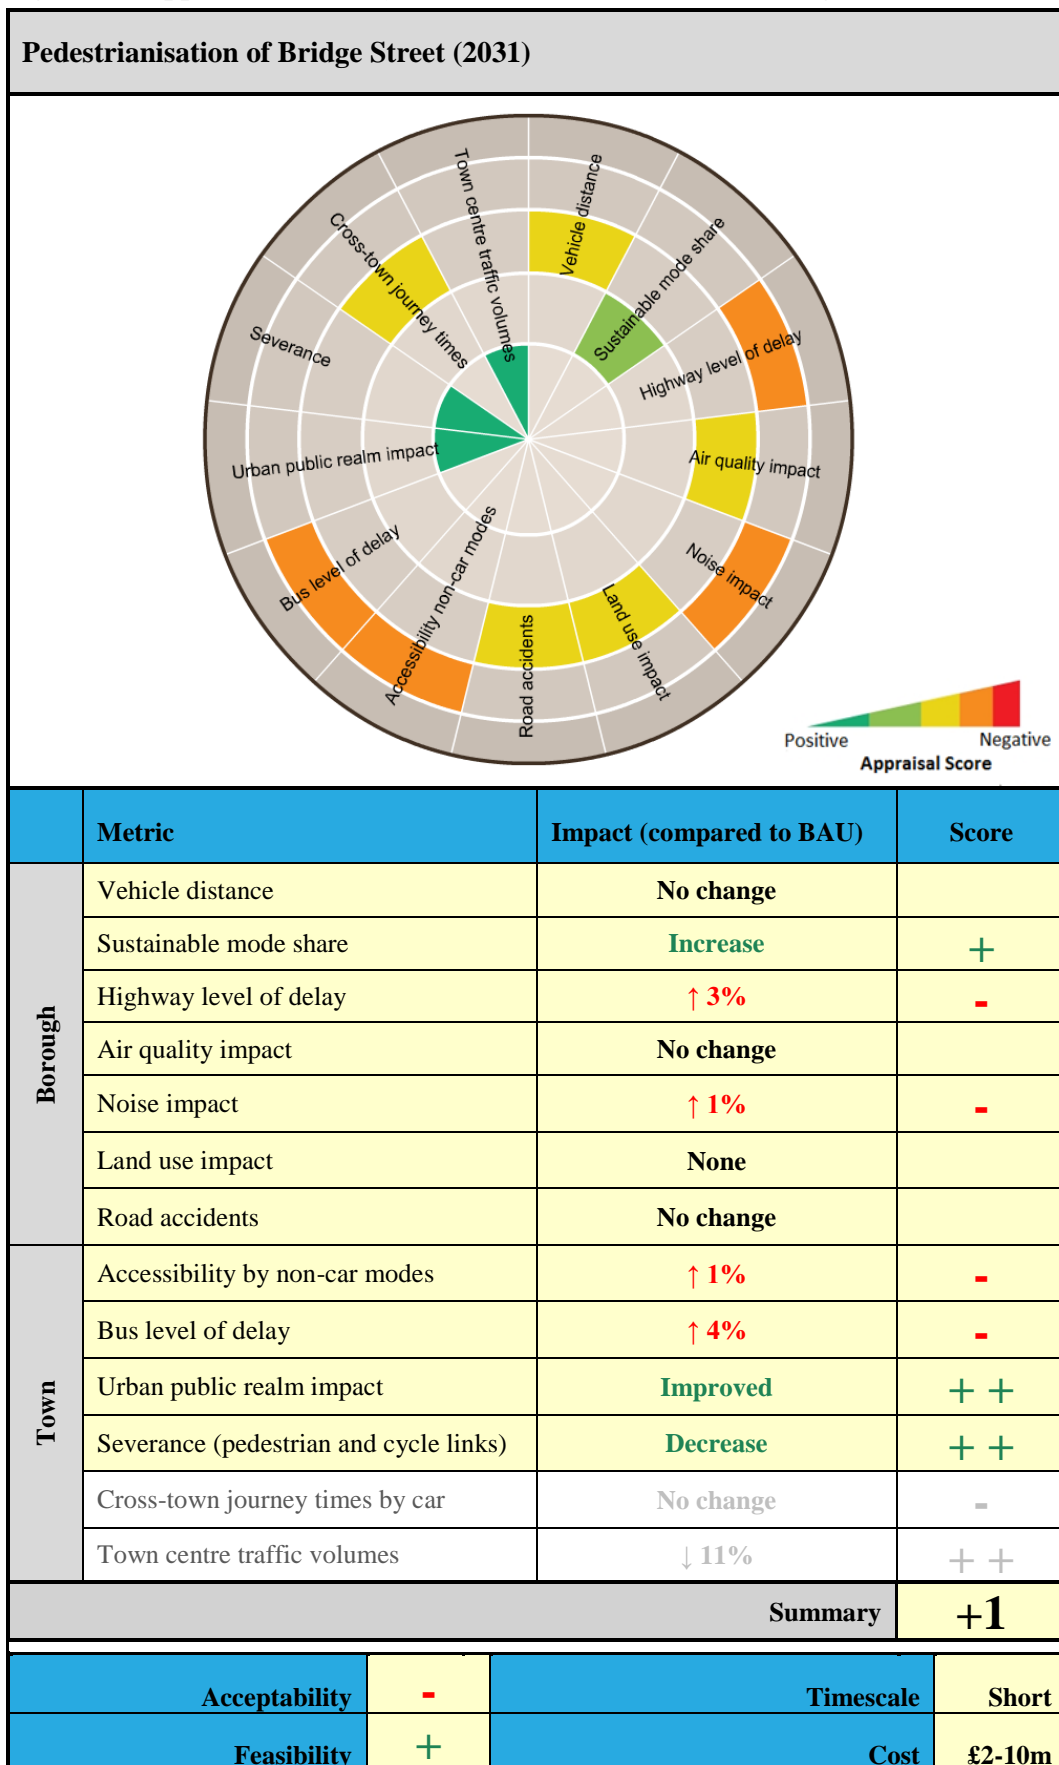 Pedestrianisation of Bridge Street (2031)
Town centre traffic volumes
Vehicle distance
Sustainable mode share
Highway level of delay
Air quality impact
Noise impact
Land use impact
Road accidents
Accessibility non-car modes
Bus level of delay
Urban public realm impact
Severance
Cross-town journey times
Positive Negative
Appraisal Score
Metric Impact (compared to BAU) Score
Borough
Vehicle distance No change
Sustainable mode share Increase +
Highway level of delay ↑ 3% -
Air quality impact No change
Noise impact ↑ 1% -
Land use impact None
Road accidents No change
Town
Accessibility by non-car modes ↑ 1% -
Bus level of delay ↑ 4% -
Urban public realm impact Improved + +
Severance (pedestrian and cycle links) Decrease + +
Cross-town journey times by car No change -
Town centre traffic volumes ↓ 11% + +
Summary +1
Acceptability - Timescale Short
Feasibility + Cost £2-10m